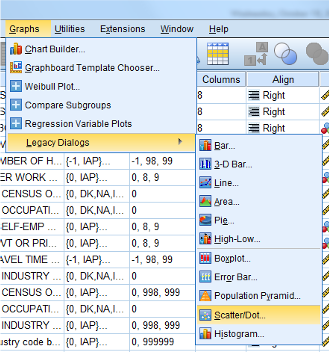 Graphs Utilities Extensions Window Help
Chart Builder...
Graphboard Template Chooser...
Weibull Plot...
Compare Subgroups
Regression Variable Plots
Legacy Dialogs
Columns Align
8 Right
8 Right
8 Right
Bar...
3-D Bar...
Line...
Area...
Pie...
High-Low...
Boxplot...
Error Bar...
Population Pyramid...
Scatter/Dot...
Histogram...
MBER OF H... {-1, IAP}... -1, 98, 99
ER WORK ... {0, IAP}... 0, 8, 9
CENSUS O... {0, DK,NA,I... 0
OCCUPATI... {0, DK,NA,I... 0
SELF-EMP ... {0, IAP}... 0, 8, 9
VT OR PRI... {0, IAP}... 0, 8, 9
AVEL TIME ... {-1, IAP}... -1, 98, 99
INDUSTRY ... {0, DK,NA,I... 0
CENSUS O... {0, IAP}... 0, 998, 999
OCCUPATI... {0, DK,NA,I... 0
INDUSTRY ... {0, IAP}... 0, 998, 999
dustry code b... {0, IAP}... 0, 999999